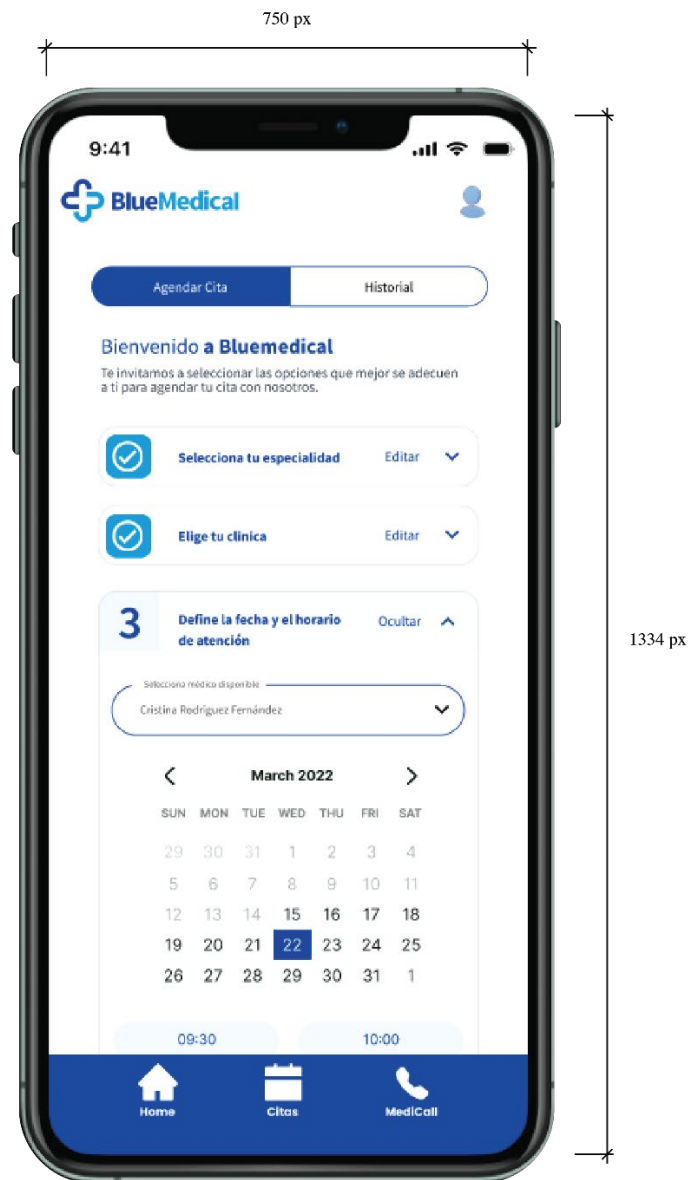 750 px
9:41
BlueMedical
Agendar Cita Historial
Bienvenido a Bluemedical
Te invitamos a seleccionar las opciones que mejor se adecuen
a ti para agendar tu cita con nosotros.
Selecciona tu especialidad Editar
Elige tu clinica Editar
3 Define la fecha y el horario Ocultar
de atención
1334 px
Selecciona médico disponible
Cristina Rodriguez Fernández
March 2022
SUN MON TUE WED THU FRI SAT
29 30 31 1 2 3 4
5 6 7 8 9 10 11
12 13 14 15 16 17 18
19 20 21 22 23 24 25
26 27 28 29 30 31 1
09:30 10:00
Home Citas MediCall